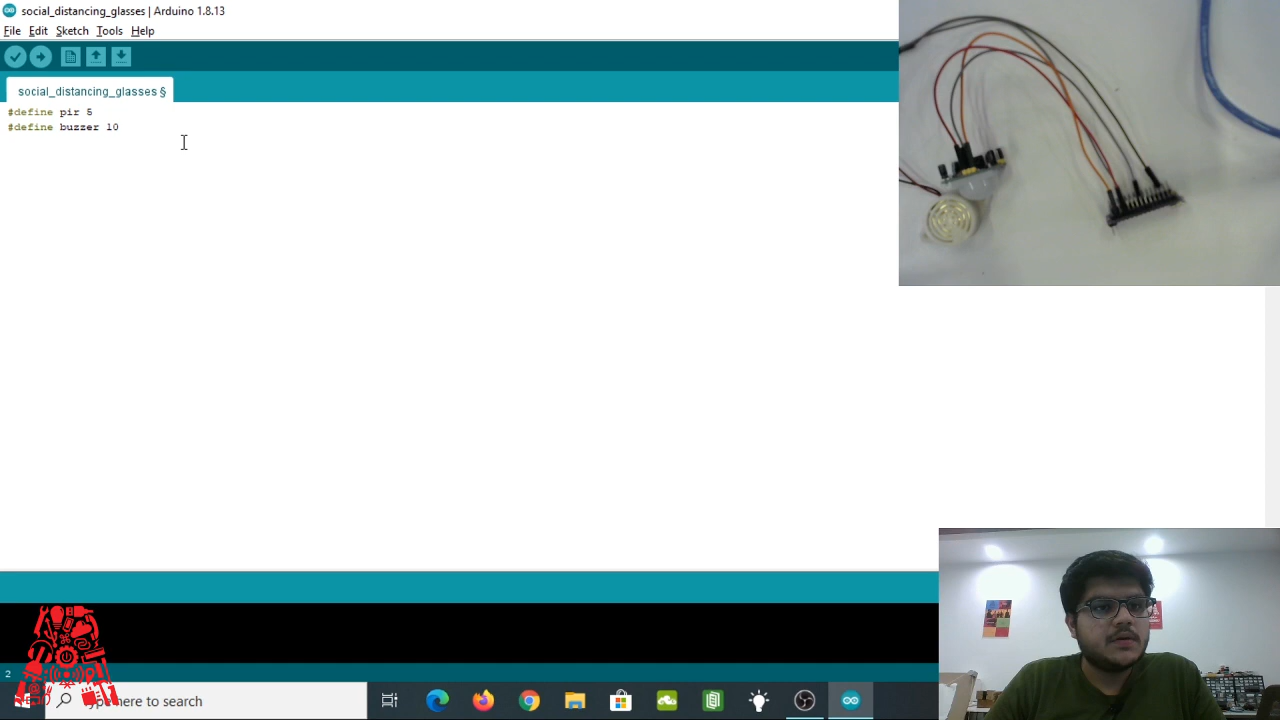 social_distancing_glasses | Arduino 1.8.13
File Edit Sketch Tools Help
social_distancing_glasses §
#define pir 5
#define buzzer 10
2
here to search